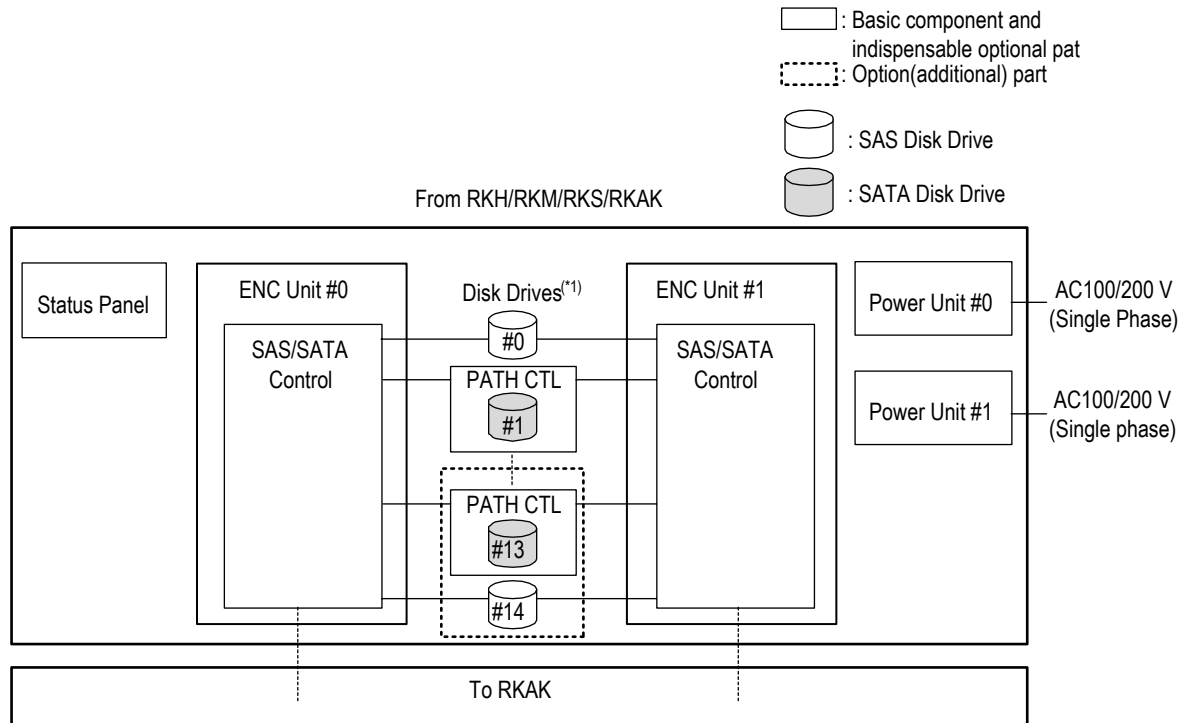 : Basic component and
indispensable optional pat
: Option(additional) part
: SAS Disk Drive
: SATA Disk Drive
From RKH/RKM/RKS/RKAK
Status Panel
ENC Unit #0
Disk Drives(*1)
ENC Unit #1
Power Unit #0
AC100/200 V
(Single Phase)
SAS/SATA
Control
#0
SAS/SATA
Control
PATH CTL
#1
Power Unit #1
AC100/200 V
(Single phase)
PATH CTL
#13
#14
To RKAK